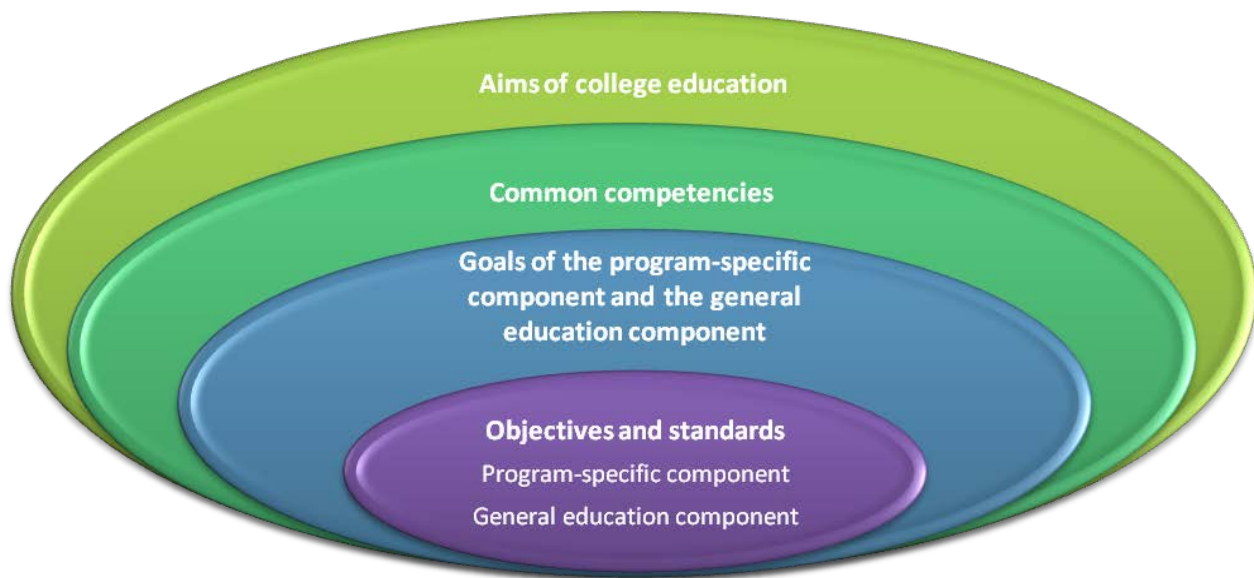 Aims of college education
Common competencies
Goals of the program-specific
component and the general
education component
Objectives and standards
Program-specific component
General education component